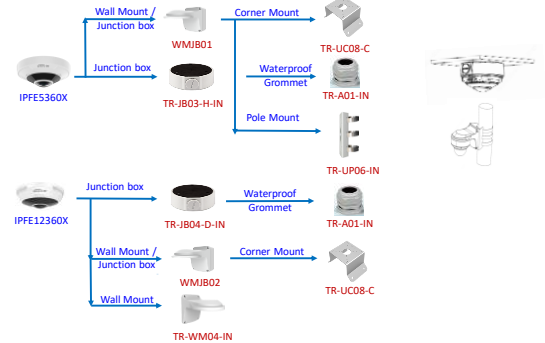 Wall Mount /
Junction box
WMJB01
Corner Mount
TR-UC08-C
IPFE5360X
Junction box
TR-JB03-H-IN
Waterproof
Grommet
TR-A01-IN
Pole Mount
TR-UP06-IN
IPFE12360X
Junction box
TR-JB04-D-IN
Waterproof
Grommet
TR-A01-IN
Wall Mount /
Junction box
WMJB02
Corner Mount
TR-UC08-C
Wall Mount
TR-WM04-IN